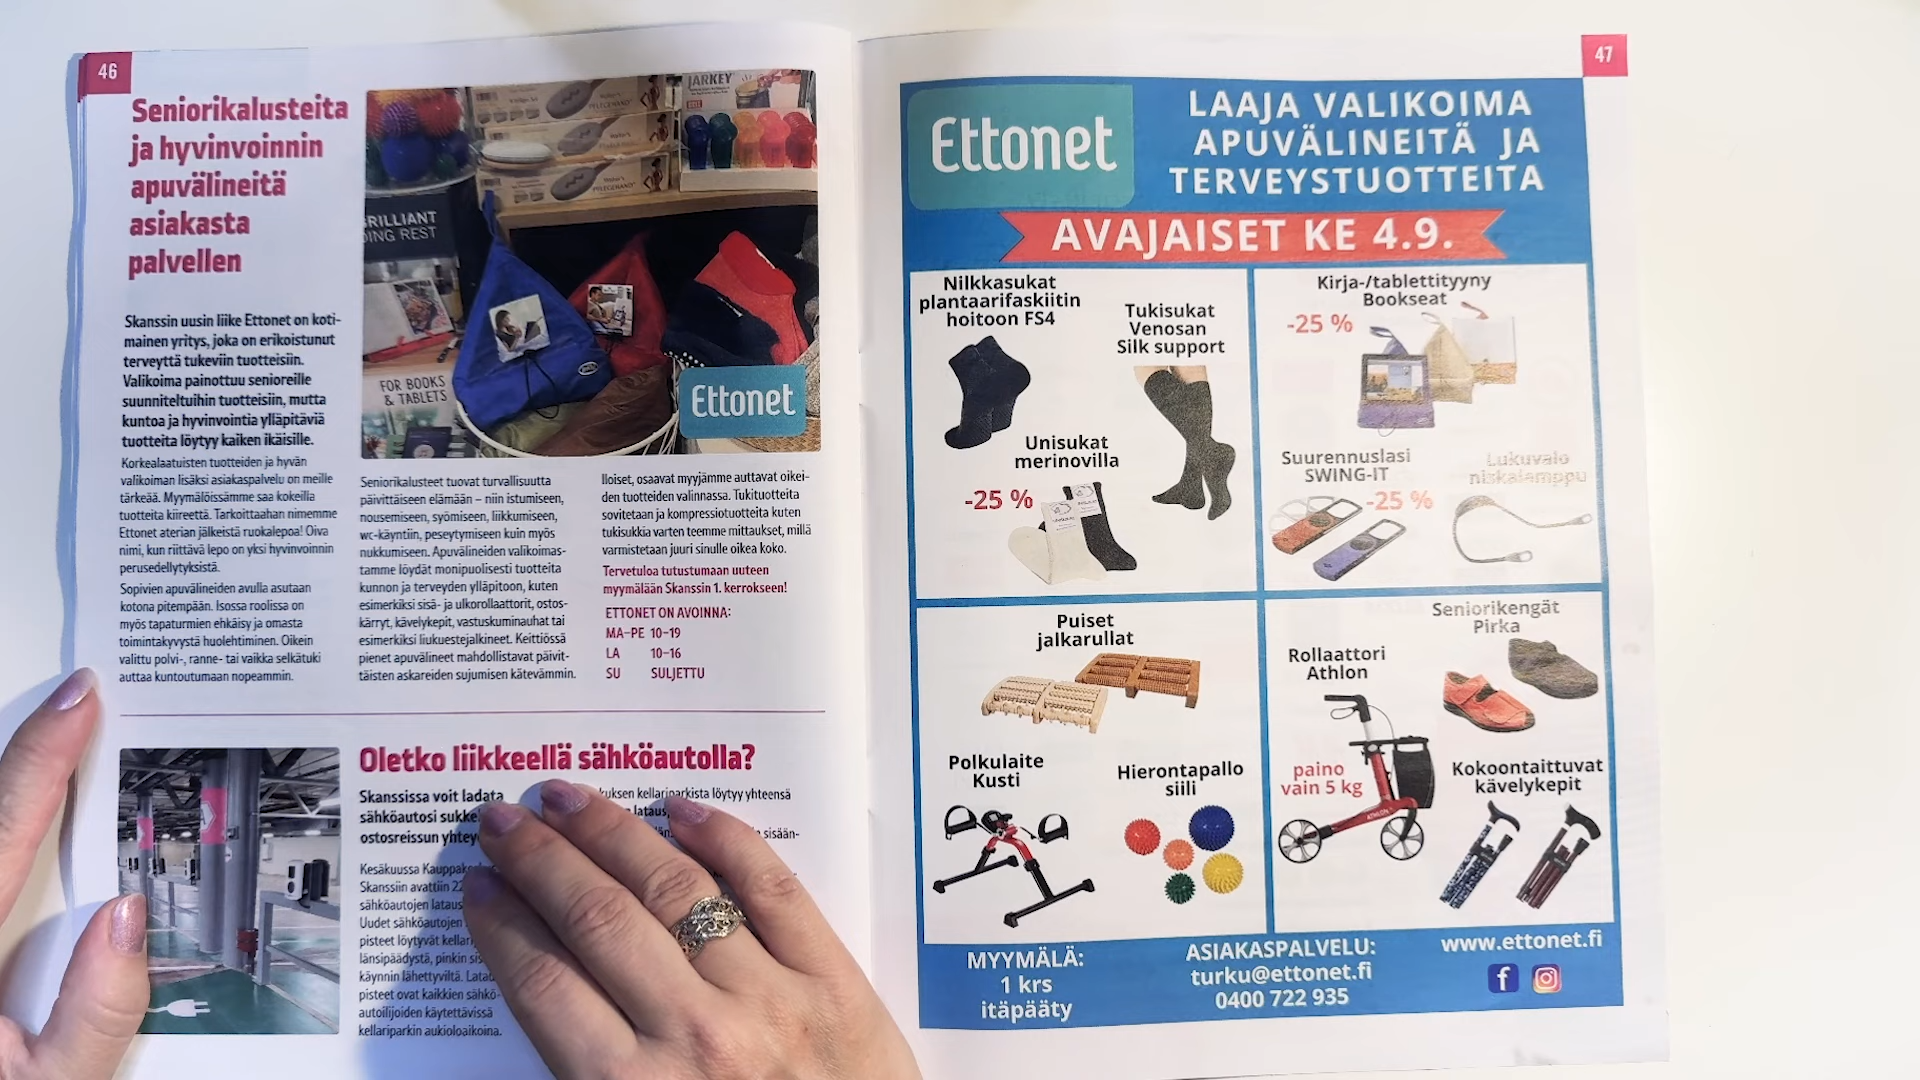 46
Seniorikalusteita
ja hyvinvoinnin
apuvälineitä
asiakasta
palvellen
Skanssin uusin liike Ettonet on koti-
mainen yritys, joka on erikoistunut
terveyttä tukeviin tuotteisiin.
Valikoima painottuu senioreille
suunniteltuihin tuotteisiin, mutta
kuntoa ja hyvinvointia ylläpitäviä
tuotteita löytyy kaiken ikäisille.
Korkealaatuisten tuotteiden ja hyvän
valikoiman lisäksi asiakaspalvelu on meille
tärkeää. Myymälöissämme saa kokeilla
tuotteita kiireettä. Tarkoittaahan nimemme
Ettonet aterian jälkeistä ruokalepoa! Oiva
nimi, kun riittävä lepo on yksi hyvinvoinnin
perusedellytyksistä.
Sopivien apuvälineiden avulla asutaan
kotona pitempään. Isossa roolissa on
myös tapaturmien ehkäisy ja omasta
toimintakyvystä huolehtiminen. Oikein
valittu polvi-, ranne- tai vaikka selkätuki
auttaa kuntoutumaan nopeammin.
JARKEY
PFLEGEHAND
PFLEGEHAND
BRILLIANT
DING REST
FOR BOOKS
& TABLETS
Ettonet
Seniorikalusteet tuovat turvallisuutta
päivittäiseen elämään – niin istumiseen,
nousemiseen, syömiseen, liikkumiseen,
wc-käyntiin, peseytymiseen kuin myös
nukkumiseen. Apuvälineiden valikoimas-
tamme löydät monipuolisesti tuotteita
kunnon ja terveyden ylläpitoon, kuten
esimerkiksi sisä- ja ulkorollaattorit, ostos-
kärryt, kävelykepit, vastuskuminauhat tai
esimerkiksi liukuestejalkineet. Keittiössä
pienet apuvälineet mahdollistavat päivit-
täisten askareiden sujumisen kätevämmin.
Iloiset, osaavat myyjämme auttavat oikei-
den tuotteiden valinnassa. Tukituotteita
sovitetaan ja kompressiotuotteita kuten
tukisukkia varten teemme mittaukset, millä
varmistetaan juuri sinulle oikea koko.
Tervetuloa tutustumaan uuteen
myymälään Skanssin 1. kerrokseen!
ETTONET ON AVOINNA:
MA–PE 10–19
LA 10–16
SU SULJETTU
Oletko liikkeellä sähköautolla?
Skanssissa voit ladata
sähköautosi
ostosreissun
Kesäkuussa
Skanssiin avattiin
sähköautojen
Uudet sähköautojen
pisteet löytyvät
länsipäädystä, pinkin
käynnin lähettyviltä.
pisteet ovat kaikkien sähkö-
autoilijoiden käytettävissä
kellariparkin aukioloaikoina.
kellariparkista löytyy yhteensä
47
Ettonet
LAAJA VALIKOIMA
APUVÄLINEITÄ JA
TERVEYSTUOTTEITA
AVAJAISET KE 4.9.
Nilkkasukat
plantaarifaskiitin
hoitoon FS4
Tukisukat
Venosan
Silk support
Unisukat
merinovilla
-25 %
Kirja-/tablettityyny
Bookseat
-25 %
Suurennuslasi
SWING-IT
-25 %
Lukuvalo
niskalamppu
Puiset
jalkarullat
Polkulaite
Kusti
Hierontapallo
siili
Seniorikengät
Pirka
Rollaattori
Athlon
paino
vain 5 kg
ATHLON
Kokoontaittuvat
kävelykepit
MYYMÄLÄ:
1 krs
itäpääty
ASIAKASPALVELU:
turku@ettonet.fi
0400 722 935
www.ettonet.fi